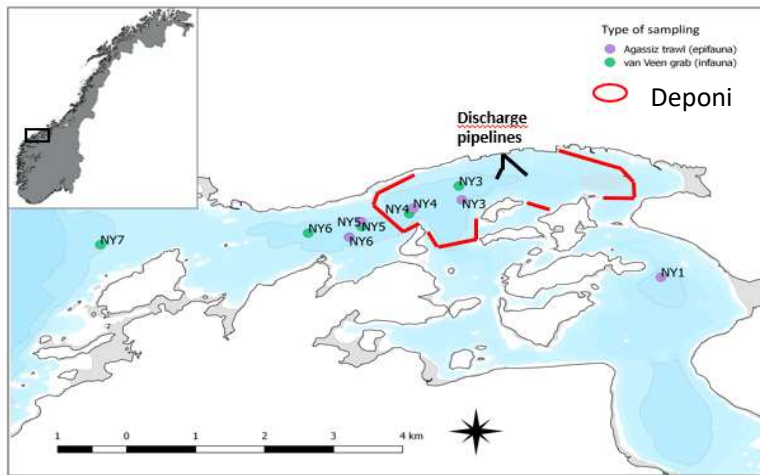 Type of sampling
Agassiz trawl (epifauna)
van Veen grab (infauna)
Deponi
Discharge
pipelines
NY3
NY4
NY3
NY4
NY5
NY5
NY6
NY6
NY7
NY1
1 0 1 2 3 4 km